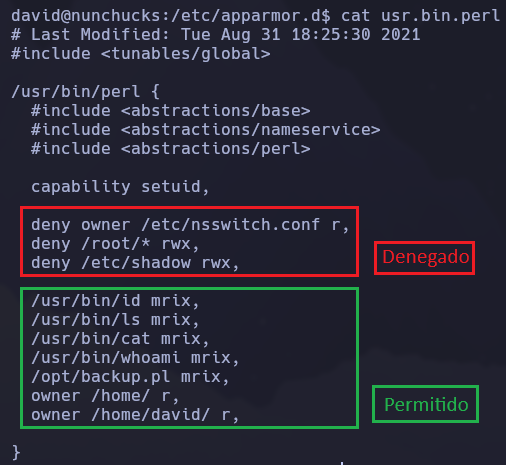 david@nunchucks:/etc/apparmor.d$ cat usr.bin.perl
# Last Modified: Tue Aug 31 18:25:30 2021
#include <tunables/global>

/usr/bin/perl {
  #include <abstractions/base>
  #include <abstractions/nameservice>
  #include <abstractions/perl>

  capability setuid,

  deny owner /etc/nsswitch.conf r,
  deny /root/* rwx,
  deny /etc/shadow rwx,
Denegado

  /usr/bin/id mrix,
  /usr/bin/ls mrix,
  /usr/bin/cat mrix,
  /usr/bin/whoami mrix,
  /opt/backup.pl mrix,
  owner /home/ r,
  owner /home/david/ r,
Permitido

}